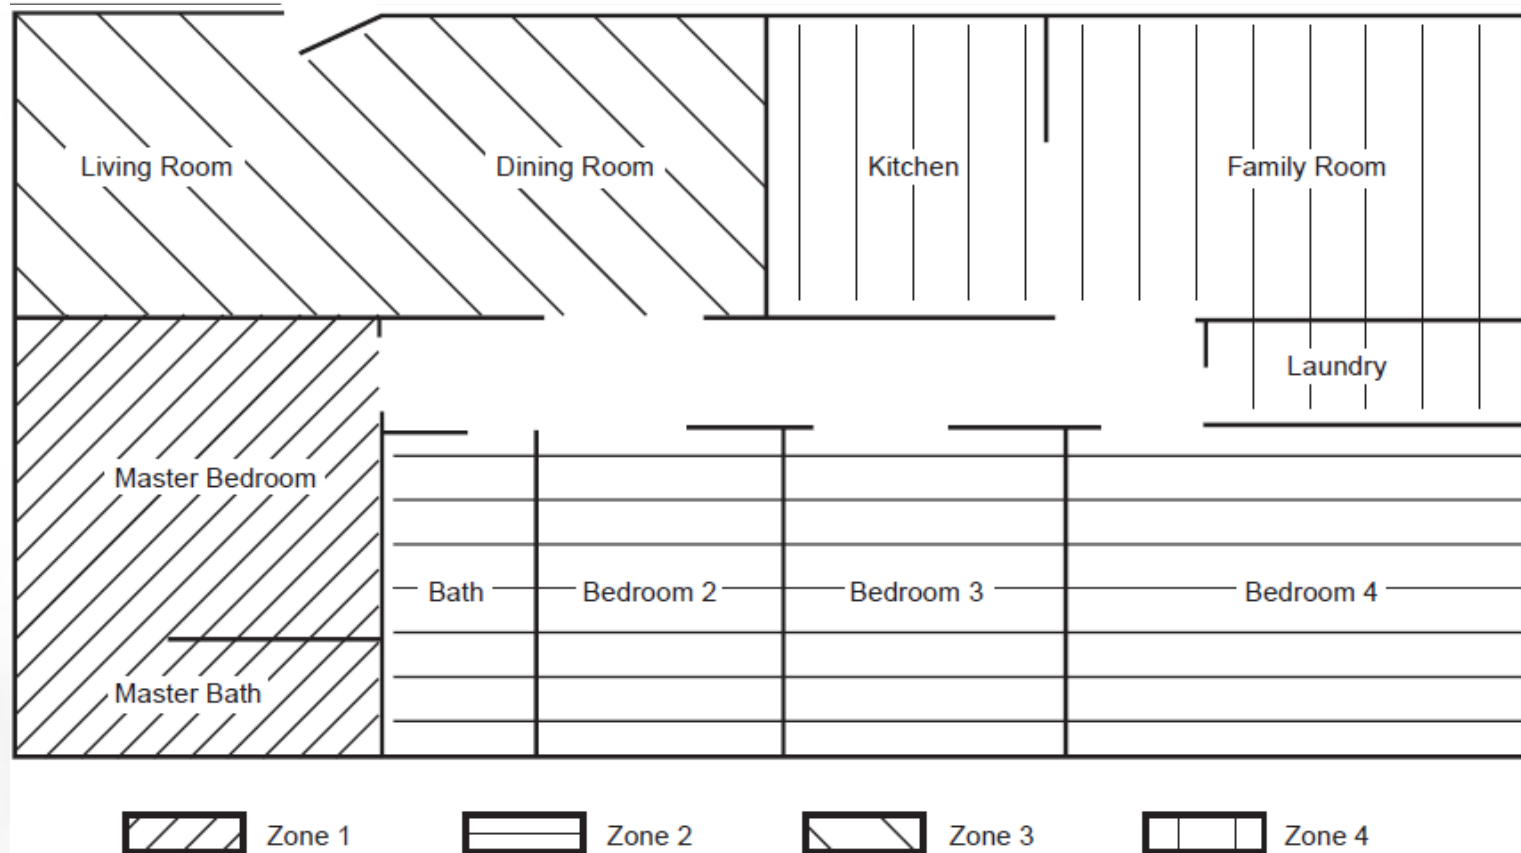 Living Room
Dining Room
Kitchen
Family Room
Laundry
Master Bedroom
Bath
Bedroom 2
Bedroom 3
Bedroom 4
Master Bath
Zone 1
Zone 2
Zone 3
Zone 4